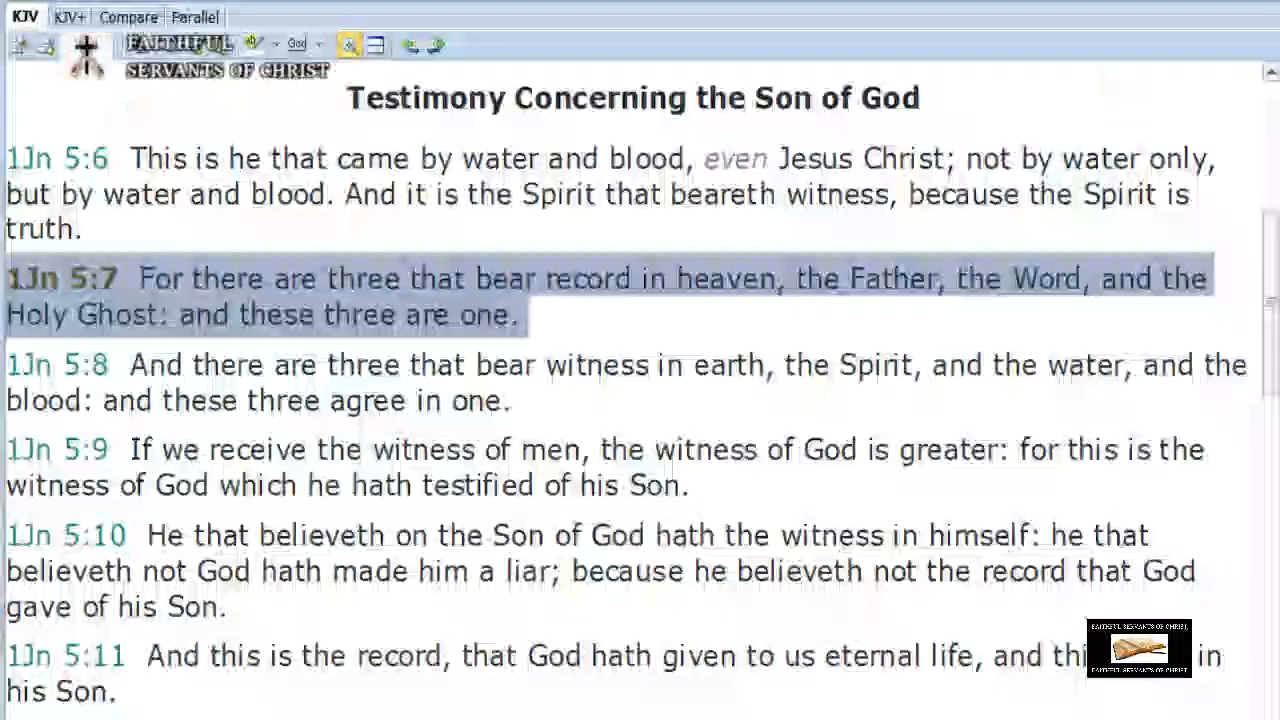 KJV KJV+ Compare Parallel
FAITHFUL God
SERVANTS OF CHRIST
Testimony Concerning the Son of God
1Jn 5:6 This is he that came by water and blood, even Jesus Christ; not by water only,
but by water and blood. And it is the Spirit that beareth witness, because the Spirit is
truth.
1Jn 5:7 For there are three that bear record in heaven, the Father, the Word, and the
Holy Ghost: and these three are one.
1Jn 5:8 And there are three that bear witness in earth, the Spirit, and the water, and the
blood: and these three agree in one.
1Jn 5:9 If we receive the witness of men, the witness of God is greater: for this is the
witness of God which he hath testified of his Son.
1Jn 5:10 He that believeth on the Son of God hath the witness in himself: he that
believeth not God hath made him a liar; because he believeth not the record that God
gave of his Son.
FAITHFUL SERVANTS OF CHRIST
1Jn 5:11 And this is the record, that God hath given to us eternal life, and in
FAITHFUL SERVANTS OF CHRIST
his Son.